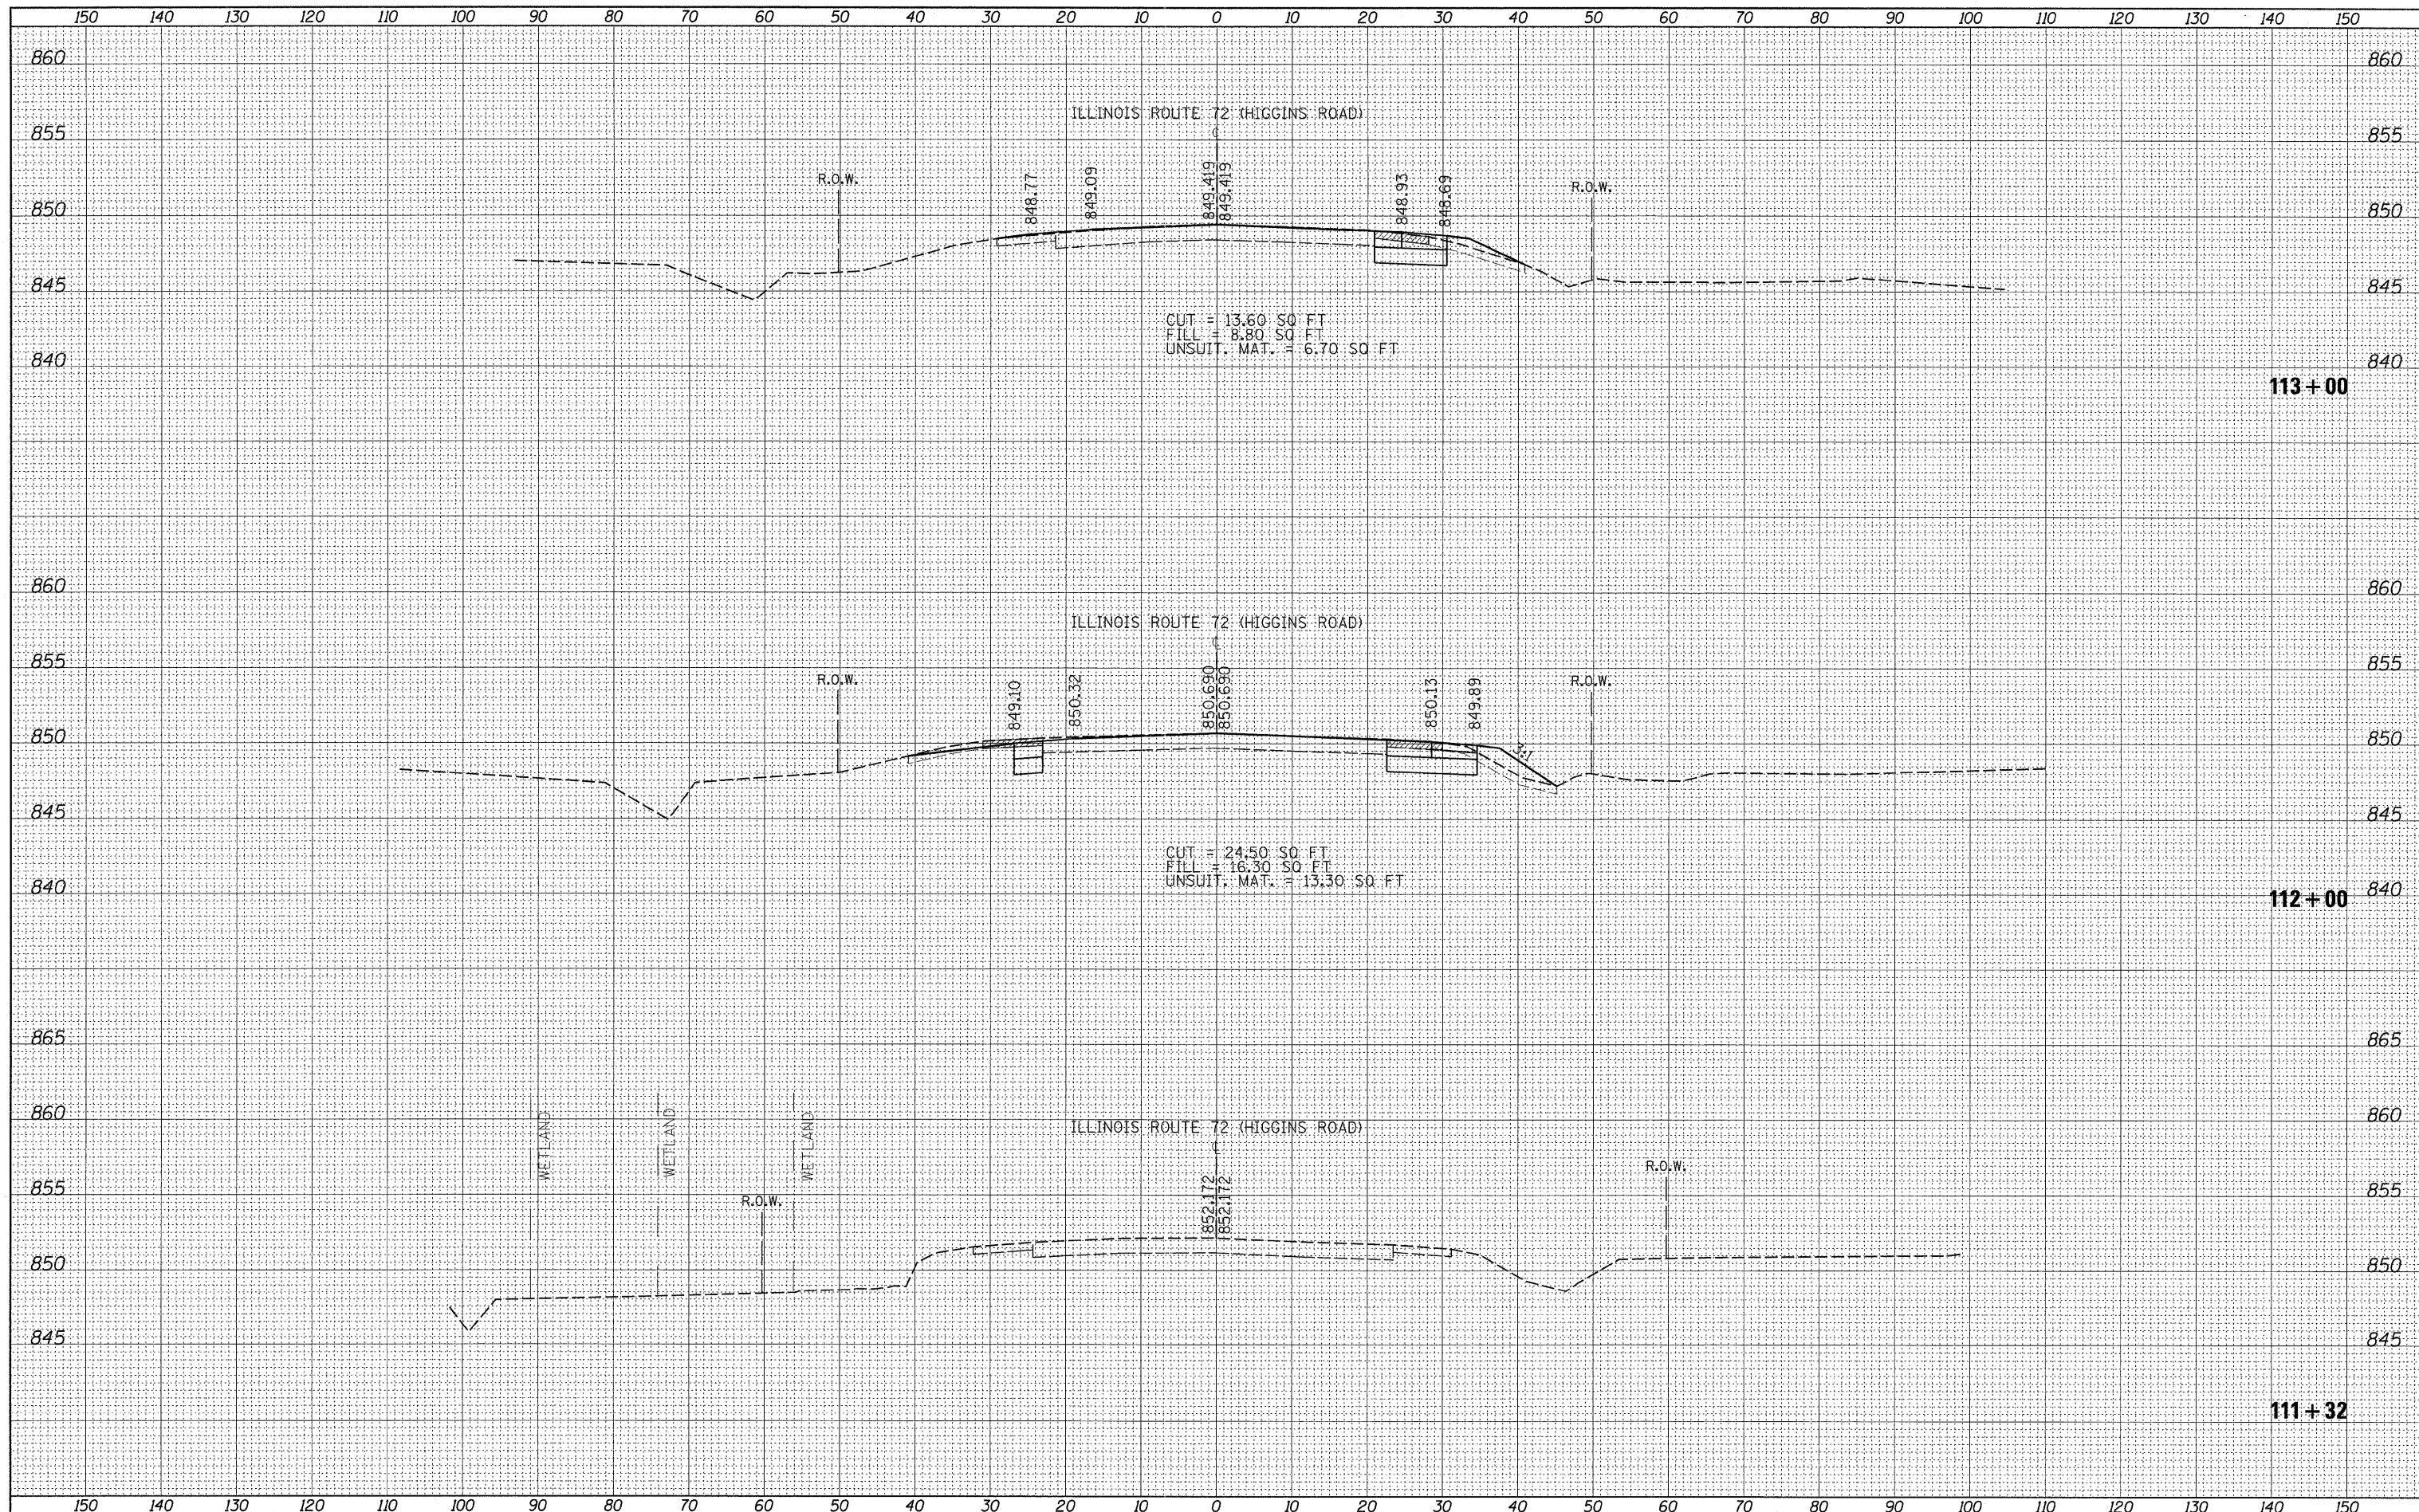 150 140 130 120 110 100 90 80 70 60 50 40 30 20 10 0 10 20 30 40 50 60 70 80 90 100 110 120 130 140 150
860 860
ILLINOIS ROUTE 72 (HIGGINS ROAD)
855 855
R.O.W. 848.77 849.09 849.419 849.419 848.93 848.69 R.O.W.
850 850
845 845
CUT = 13.60 SQ FT
FILL = 8.80 SQ FT
UNSUIT. MAT. = 6.70 SQ FT
840 840
113+00
860 860
ILLINOIS ROUTE 72 (HIGGINS ROAD)
855 855
R.O.W. 849.10 850.32 850.690 850.690 850.13 849.89 R.O.W.
850 850
3:1
845 845
CUT = 24.50 SQ FT
FILL = 16.30 SQ FT
UNSUIT. MAT. = 13.30 SQ FT
840 840
112+00
865 865
860 860
WETLAND WETLAND WETLAND
ILLINOIS ROUTE 72 (HIGGINS ROAD)
R.O.W.
855 855
R.O.W. 852.172 852.172
850 850
845 845
111+32
150 140 130 120 110 100 90 80 70 60 50 40 30 20 10 0 10 20 30 40 50 60 70 80 90 100 110 120 130 140 150